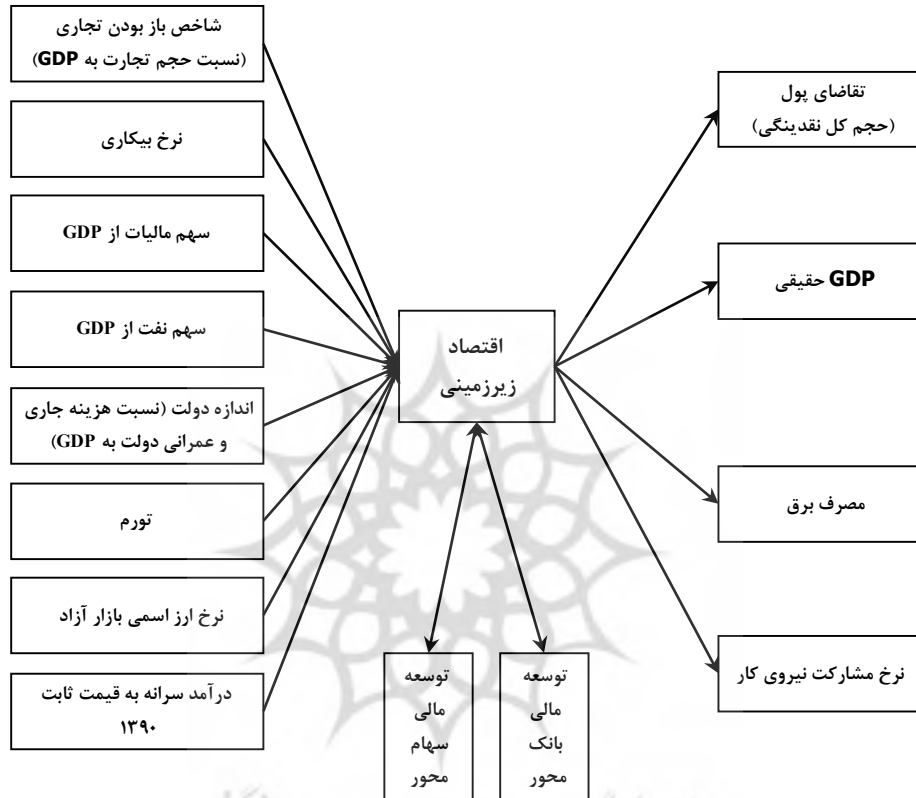 شاخص باز بودن تجاری
(نسبت حجم تجارت به GDP)
نرخ بیکاری
سهم مالیات از GDP
سهم نفت از GDP
اندازه دولت (نسبت هزینه جاری
و عمرانی دولت به GDP)
تورم
نرخ ارز اسمی بازار آزاد
درآمد سرانه به قیمت ثابت
۱۳۹۰
اقتصاد
زیرزمینی
تقاضای پول
(حجم کل نقدینگی)
GDP حقیقی
مصرف برق
نرخ مشارکت نیروی کار
توسعه
مالی
بانک
محور
توسعه
مالی
سهام
محور